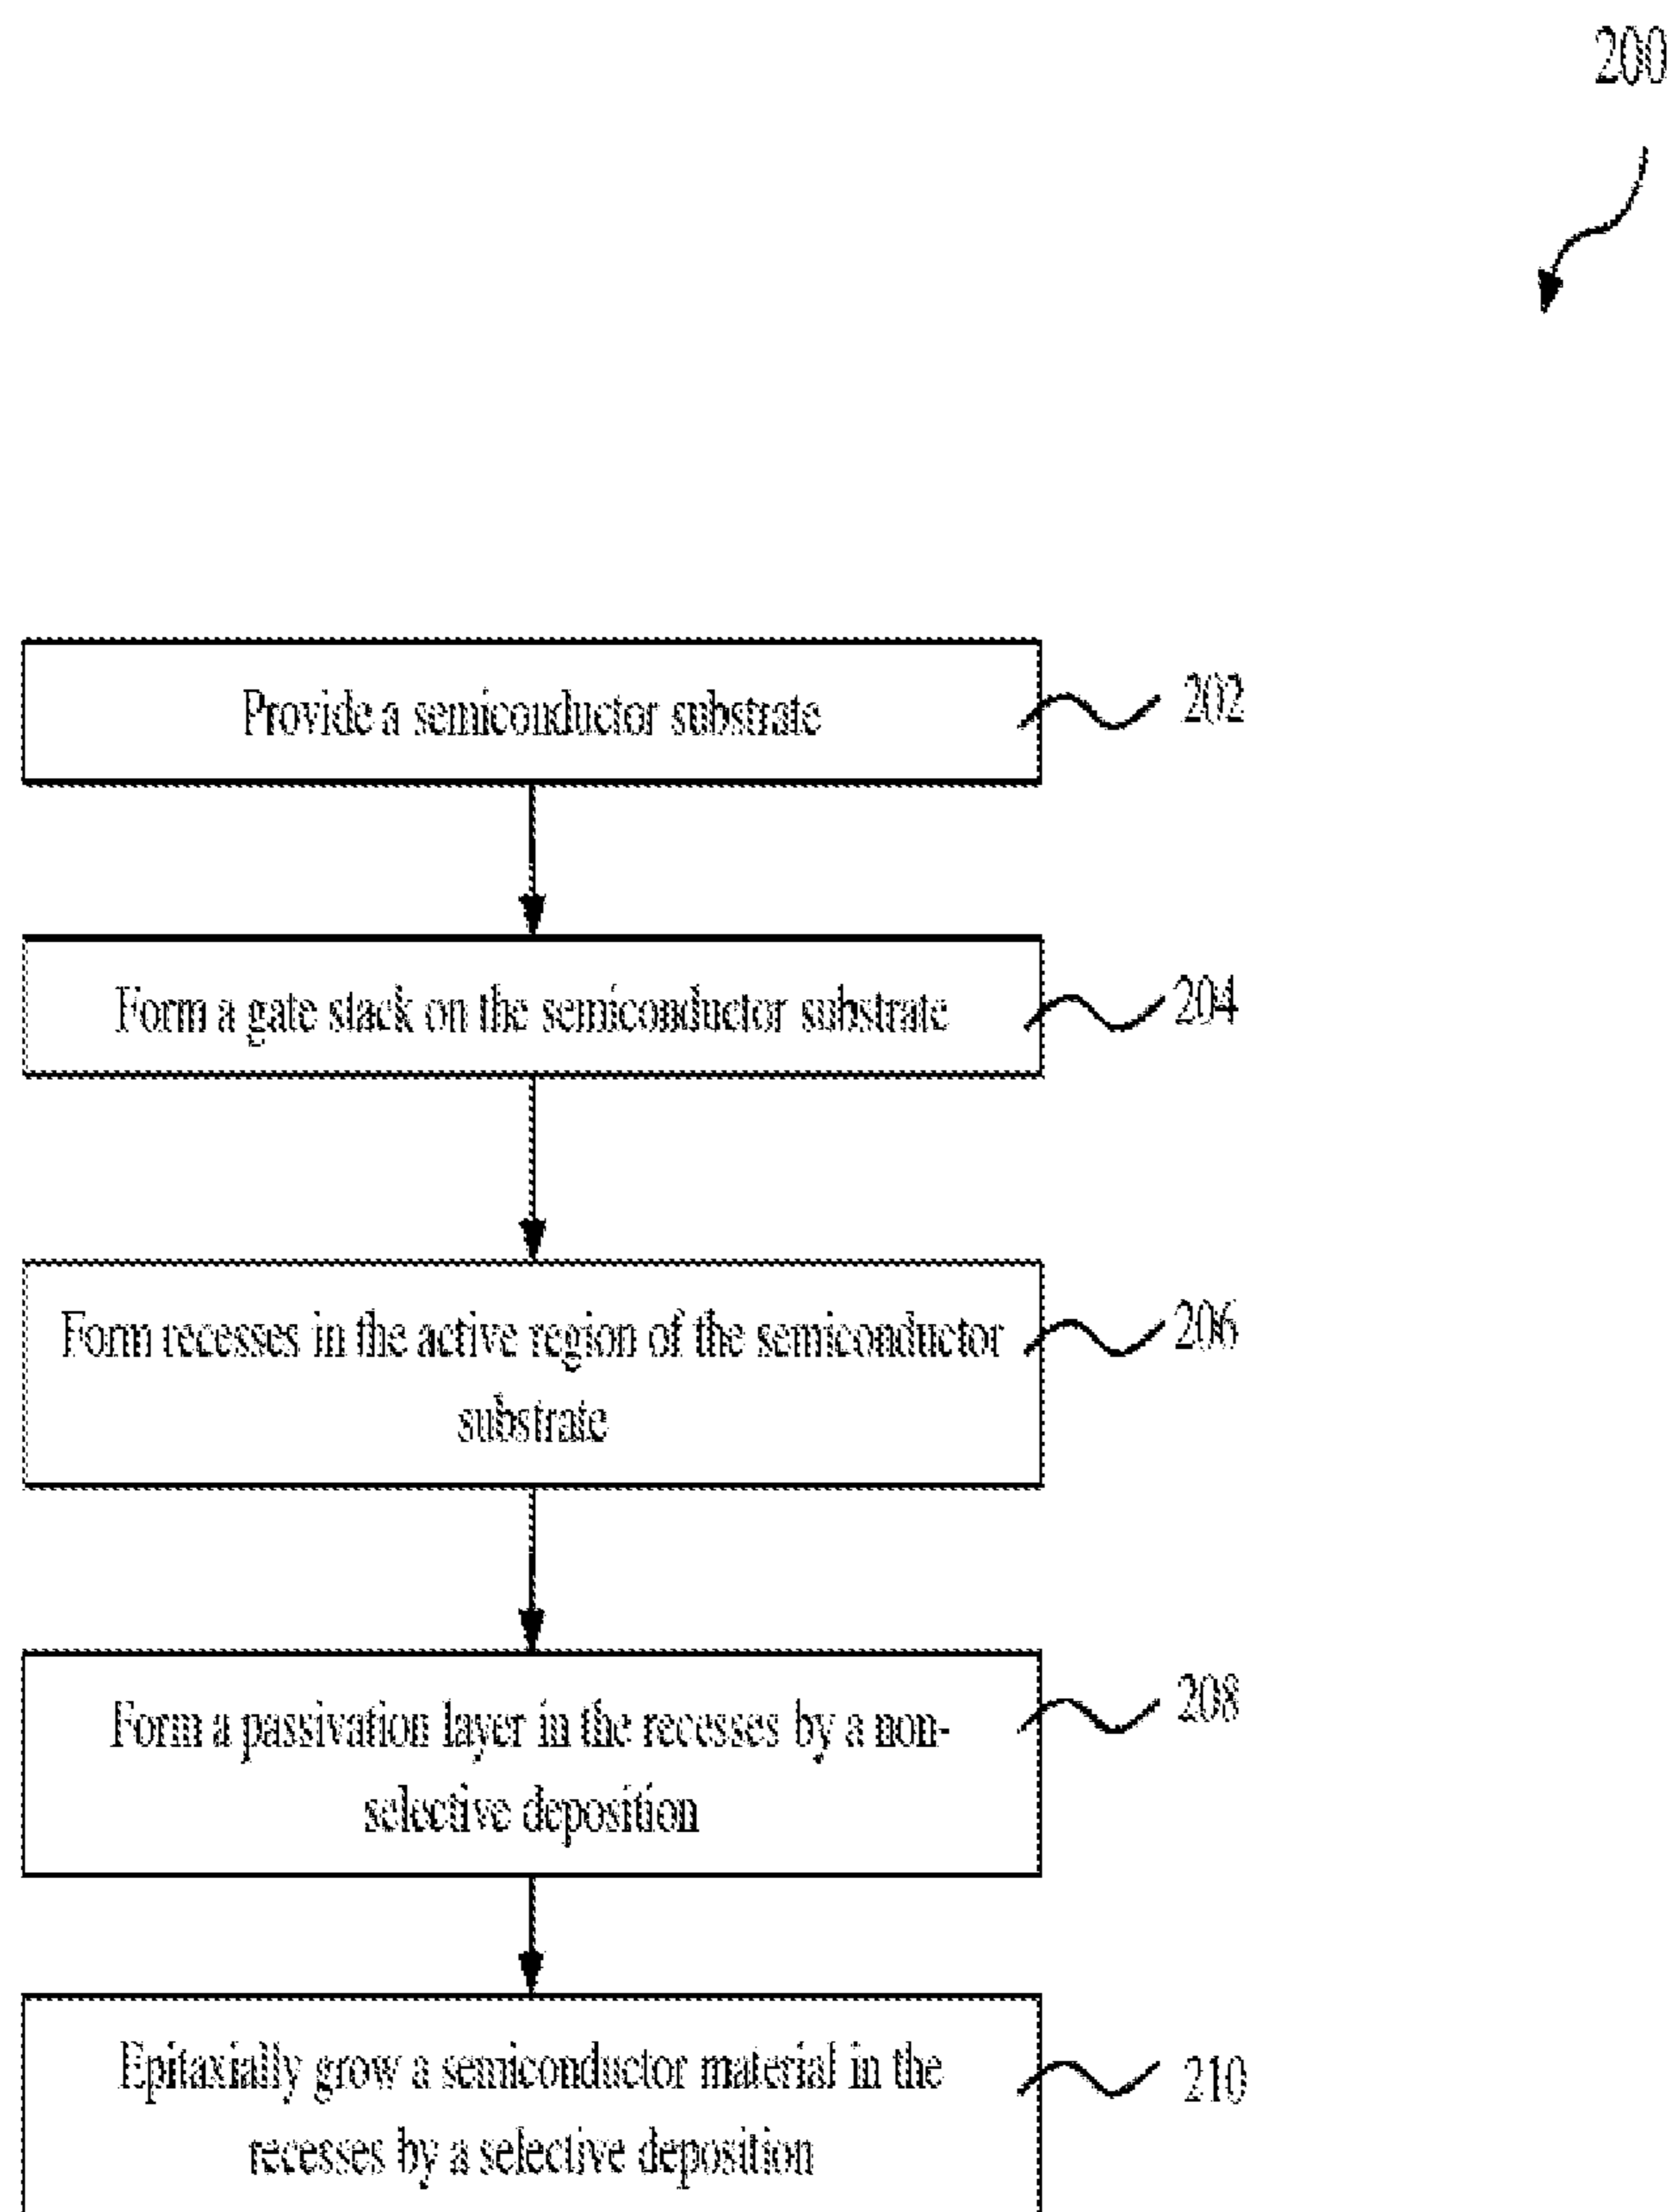 200
Provide a semiconductor substrate
202
Form a gate stack on the semiconductor substrate
204
Form recesses in the active region of the semiconductor
substrate
206
Form a passivation layer in the recesses by a non-
selective deposition
208
Epitaxially grow a semiconductor material in the
recesses by a selective deposition
210